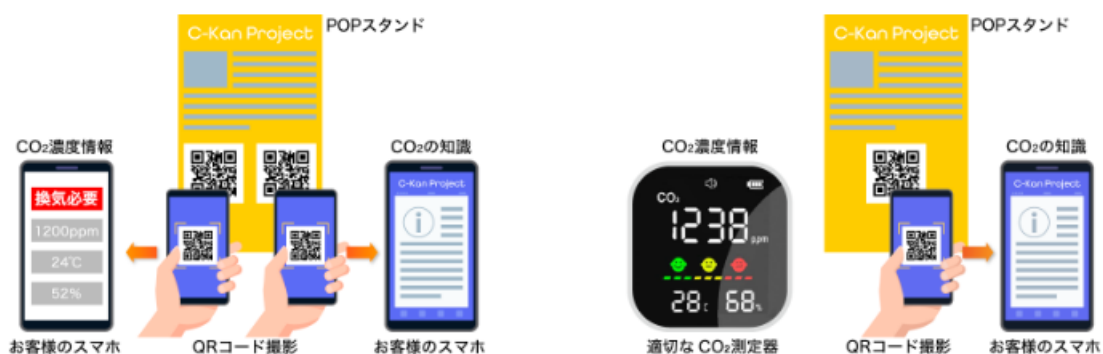 C-Kan Project
POPスタンド
CO₂濃度情報
換気必要
1200ppm
24℃
52%
お客様のスマホ
QRコード撮影
CO₂の知識
C-Kan Project
お客様のスマホ
CO₂濃度情報
CO₂
1238ppm
28℃
68%
適切なCO₂測定器
C-Kan Project
POPスタンド
QRコード撮影
CO₂の知識
C-Kan Project
お客様のスマホ